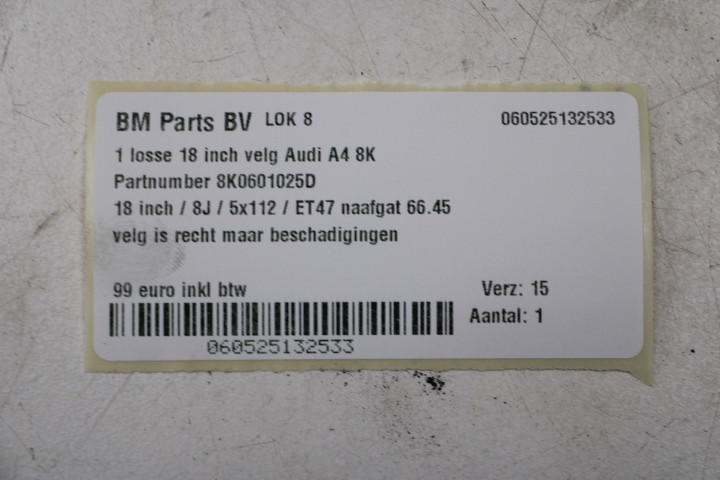 BM Parts BV LOK 8 060525132533
1 losse 18 inch velg Audi A4 8K
Partnumber 8K0601025D
18 inch / 8J / 5x112 / ET47 naafgat 66.45
velg is recht maar beschadigingen
99 euro inkl btw Verz: 15
Aantal: 1
060525132533